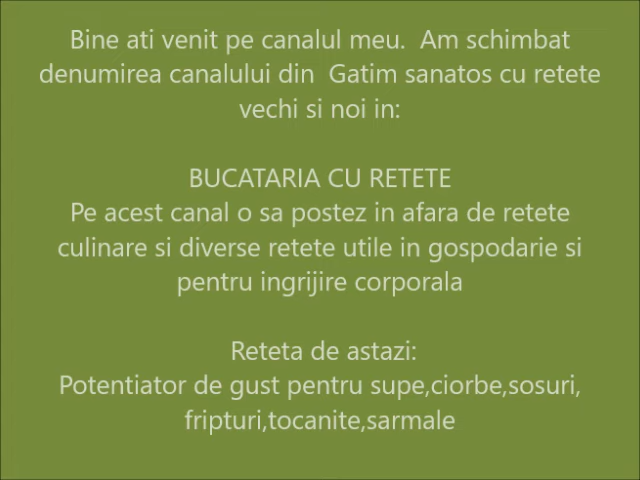 Bine ati venit pe canalul meu.  Am schimbat
denumirea canalului din  Gatim sanatos cu retete
vechi si noi in:
BUCATARIA CU RETETE
Pe acest canal o sa postez in afara de retete
culinare si diverse retete utile in gospodarie si
pentru ingrijire corporala
Reteta de astazi:
Potentiator de gust pentru supe,ciorbe,sosuri,
fripturi,tocanite,sarmale